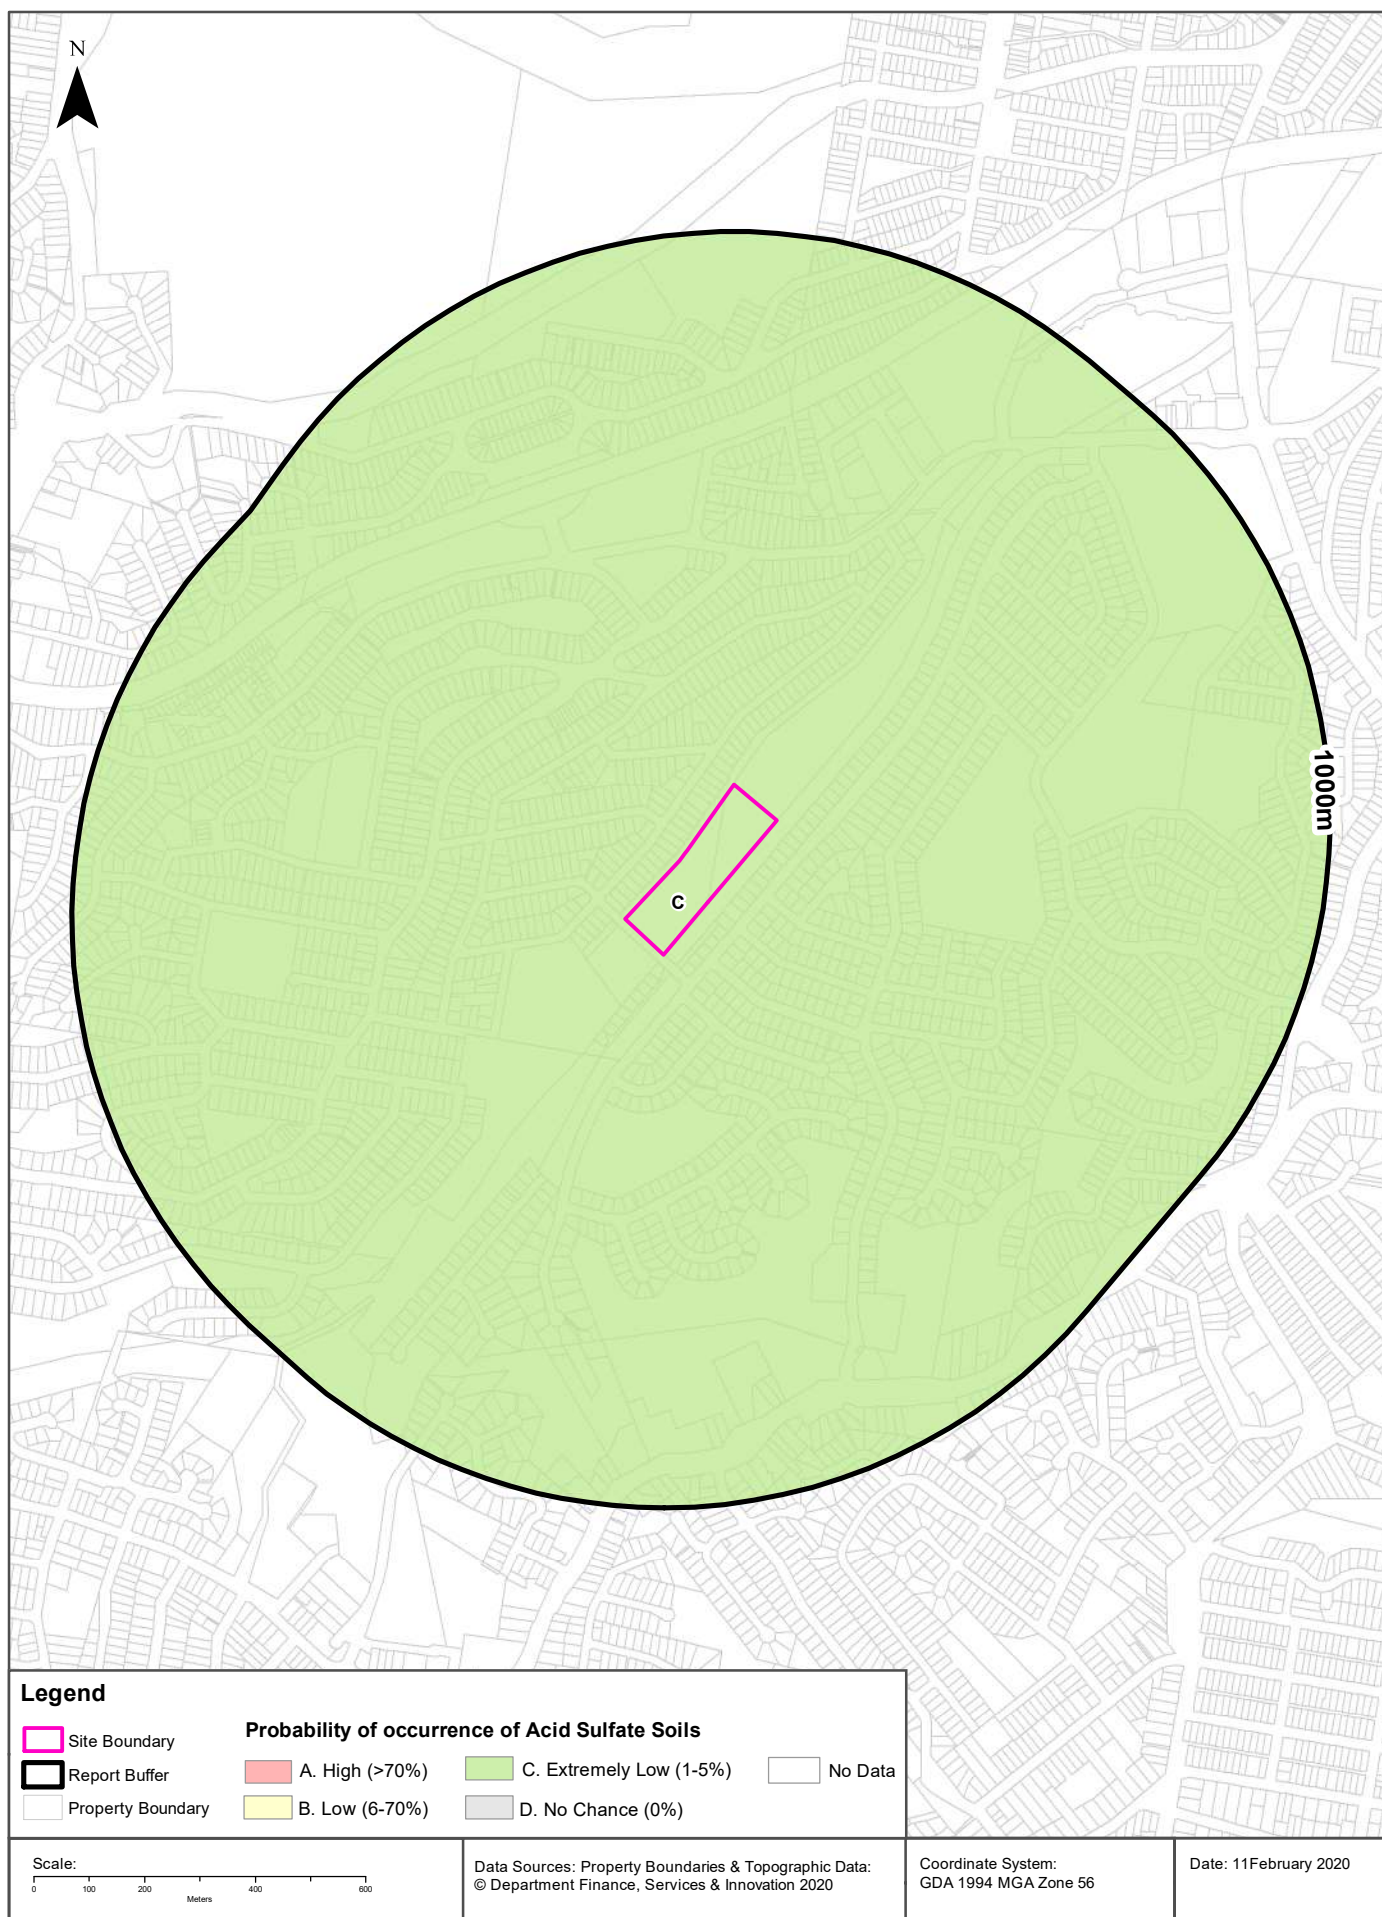 N
1000m
C
Legend
Site Boundary
Report Buffer
Property Boundary
Probability of occurrence of Acid Sulfate Soils
A. High (>70%)
B. Low (6-70%)
C. Extremely Low (1-5%)
D. No Chance (0%)
No Data
Scale:
0 100 200 400 600
Meters
Data Sources: Property Boundaries & Topographic Data:
© Department Finance, Services & Innovation 2020
Coordinate System:
GDA 1994 MGA Zone 56
Date: 11February 2020